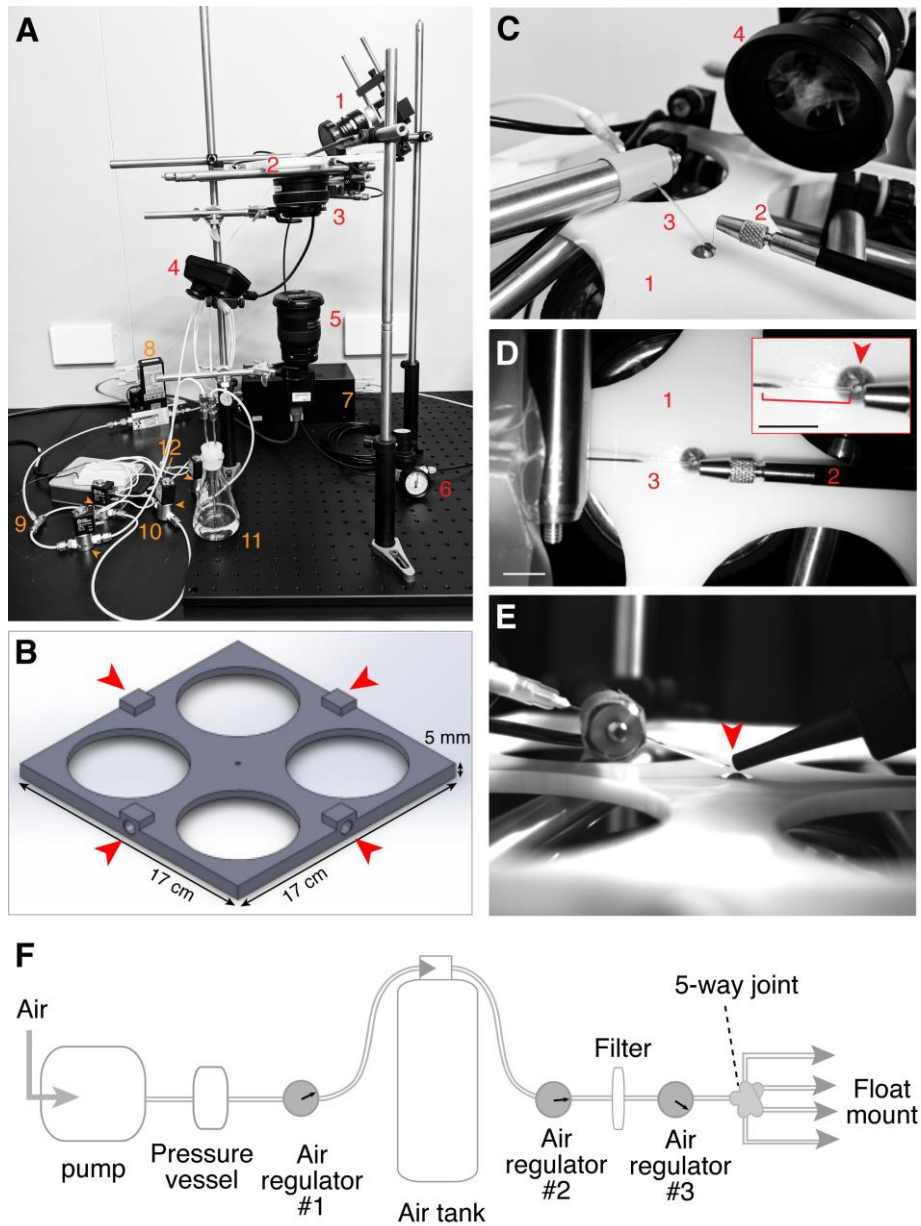 A
1
2
3
4
5
8
7
12
6
9
10
11
B
5 mm
17 cm
17 cm
C
4
2
3
1
D
1
3
2
E
F
Air
5-way joint
Filter
Float
mount
pump
Pressure
vessel
Air
regulator
#1
Air tank
Air
regulator
#2
Air
regulator
#3